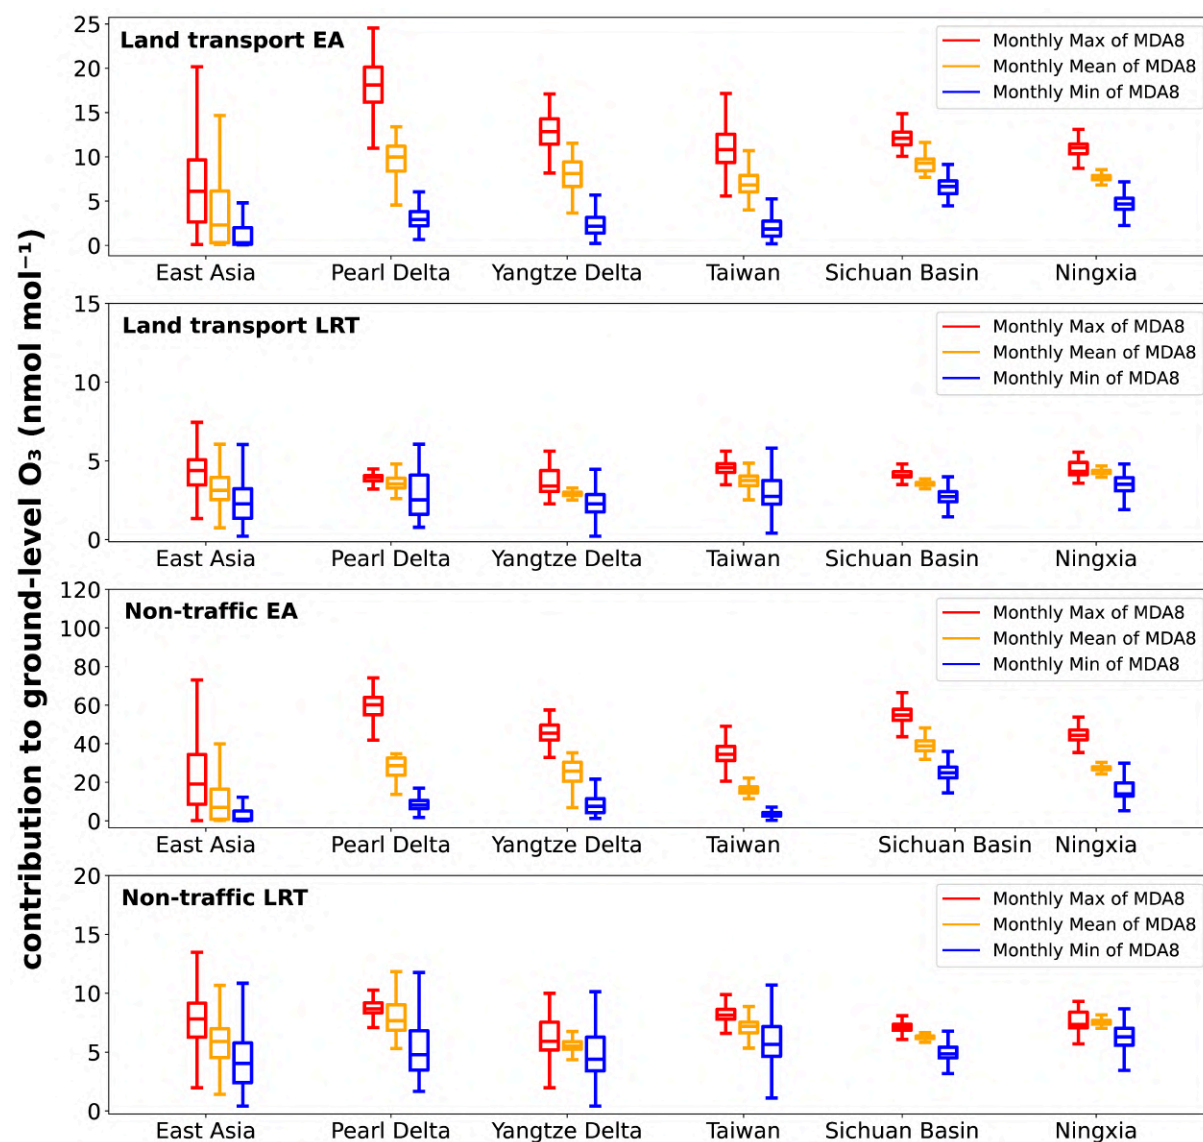 contribution to ground-level O₃ (nmol mol⁻¹)
Land transport EA
Monthly Max of MDA8
Monthly Mean of MDA8
Monthly Min of MDA8
25
20
15
10
5
0
East Asia Pearl Delta Yangtze Delta Taiwan Sichuan Basin Ningxia
Land transport LRT
Monthly Max of MDA8
Monthly Mean of MDA8
Monthly Min of MDA8
15
10
5
0
East Asia Pearl Delta Yangtze Delta Taiwan Sichuan Basin Ningxia
Non-traffic EA
Monthly Max of MDA8
Monthly Mean of MDA8
Monthly Min of MDA8
120
100
80
60
40
20
0
East Asia Pearl Delta Yangtze Delta Taiwan Sichuan Basin Ningxia
Non-traffic LRT
Monthly Max of MDA8
Monthly Mean of MDA8
Monthly Min of MDA8
20
15
10
5
0
East Asia Pearl Delta Yangtze Delta Taiwan Sichuan Basin Ningxia